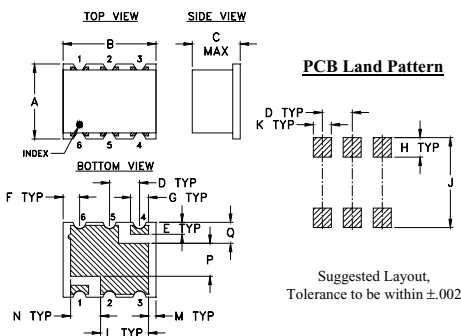 TOP VIEW
SIDE VIEW
B
C
MAX
1 2 3
A
6 5 4
INDEX
BOTTOM VIEW
D TYP
F TYP
G TYP
6 5 4
E TYP
Q
P
1 2 3
N TYP
M TYP
L TYP
PCB Land Pattern
D TYP
K TYP
H TYP
J
Suggested Layout,
Tolerance to be within ±.002